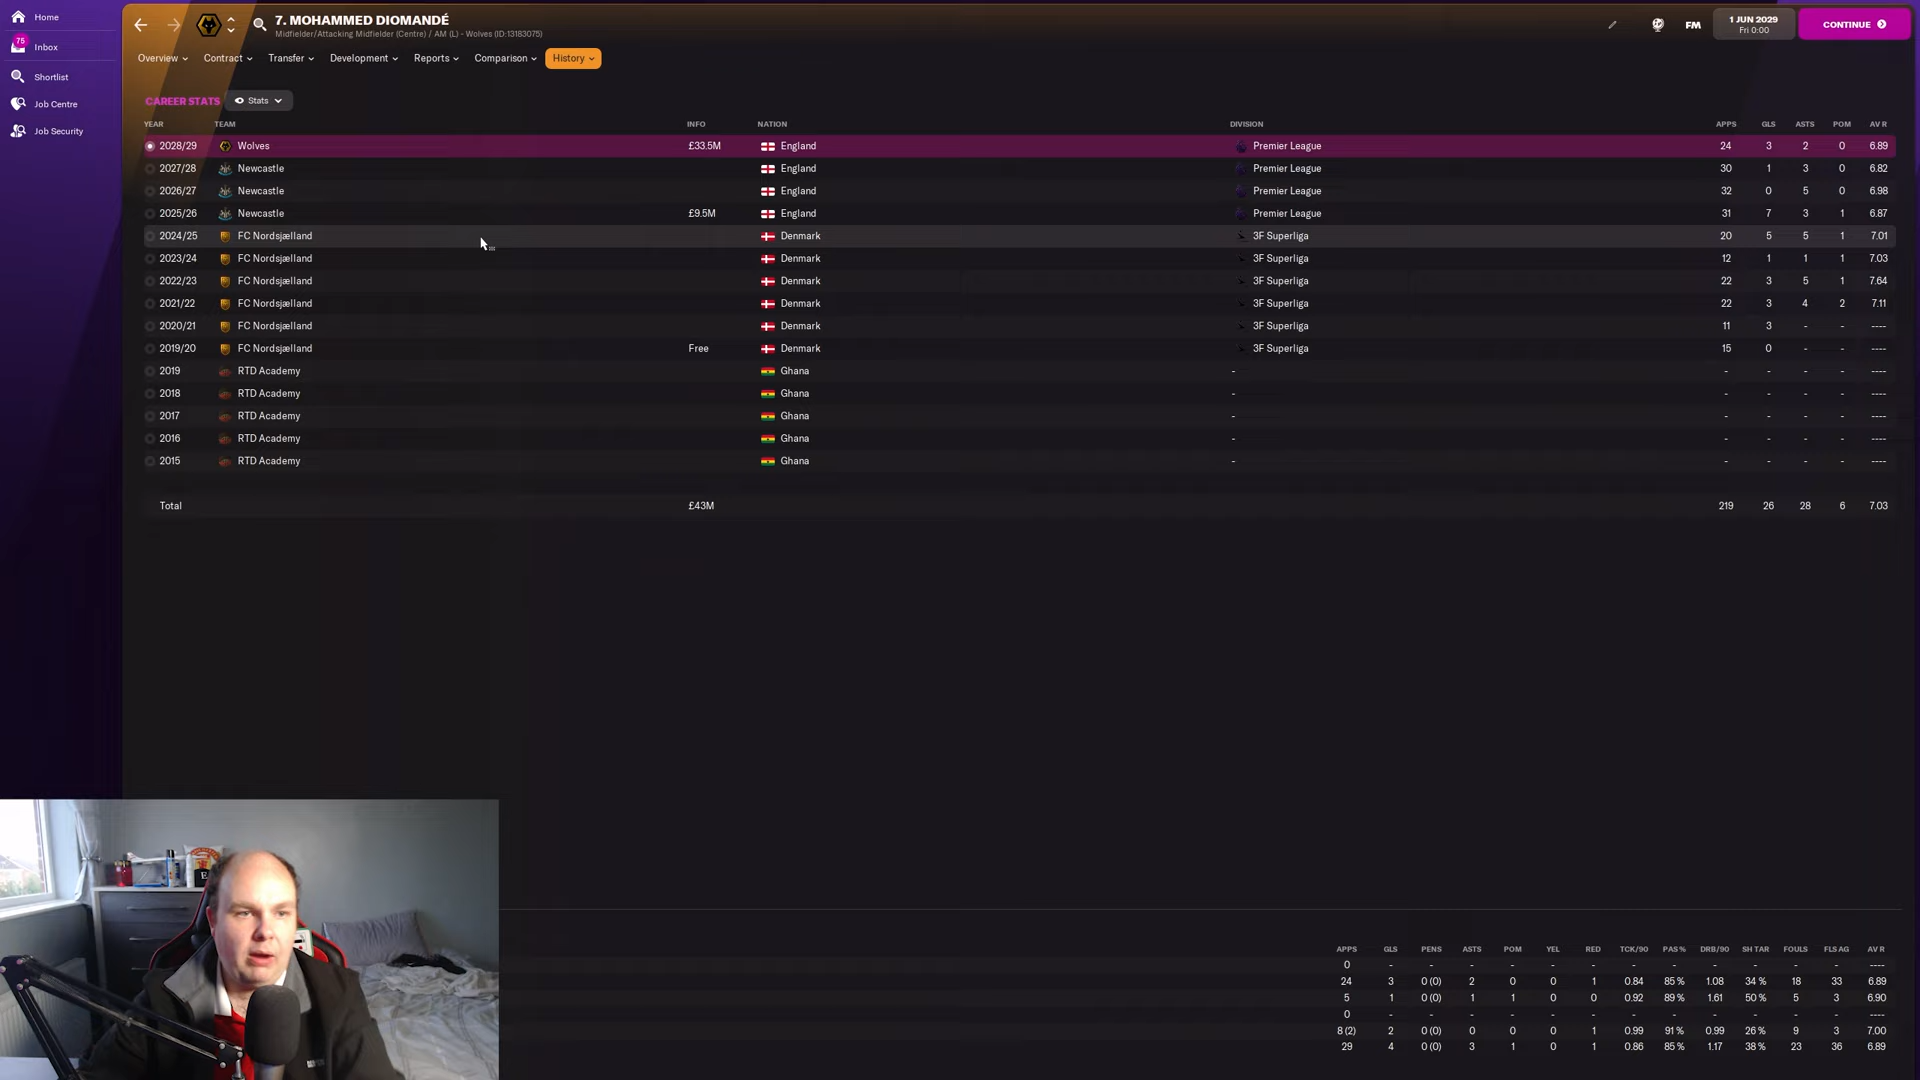 Home
75
Inbox
Shortlist
Job Centre
Job Security
7. MOHAMMED DIOMANDÉ
Midfielder/Attacking Midfielder (Centre) / AM (L) - Wolves (ID:13183075)
FM
1 JUN 2029
Fri 0:00
CONTINUE
Overview Contract Transfer Development Reports Comparison History
CAREER STATS Stats
YEAR TEAM INFO NATION DIVISION APPS GLS ASTS POM AV R
2028/29 Wolves £33.5M England Premier League 24 3 2 0 6.89
2027/28 Newcastle England Premier League 30 1 3 0 6.82
2026/27 Newcastle England Premier League 32 0 5 0 6.98
2025/26 Newcastle £9.5M England Premier League 31 7 3 1 6.87
2024/25 FC Nordsjælland Denmark 3F Superliga 20 5 5 1 7.01
2023/24 FC Nordsjælland Denmark 3F Superliga 12 1 1 1 7.03
2022/23 FC Nordsjælland Denmark 3F Superliga 22 3 5 1 7.64
2021/22 FC Nordsjælland Denmark 3F Superliga 22 3 4 2 7.11
2020/21 FC Nordsjælland Denmark 3F Superliga 11 3 - - ----
2019/20 FC Nordsjælland Free Denmark 3F Superliga 15 0 - - ----
2019 RTD Academy Ghana - - - - - ----
2018 RTD Academy Ghana - - - - - ----
2017 RTD Academy Ghana - - - - - ----
2016 RTD Academy Ghana - - - - - ----
2015 RTD Academy Ghana - - - - - ----
Total £43M 219 26 28 6 7.03
APPS GLS PENS ASTS POM YEL RED TCK/90 PAS % DRB/90 SH TAR FOULS FLS AG AV R
0 - - - - - - - - - - - - ----
24 3 0 (0) 2 0 0 1 0.84 85 % 1.08 34 % 18 33 6.89
5 1 0 (0) 1 1 0 0 0.92 89 % 1.61 50 % 5 3 6.90
0 - - - - - - - - - - - - ----
8 (2) 2 0 (0) 0 0 0 1 0.99 91 % 0.99 26 % 9 3 7.00
29 4 0 (0) 3 1 0 1 0.86 85 % 1.17 38 % 23 36 6.89